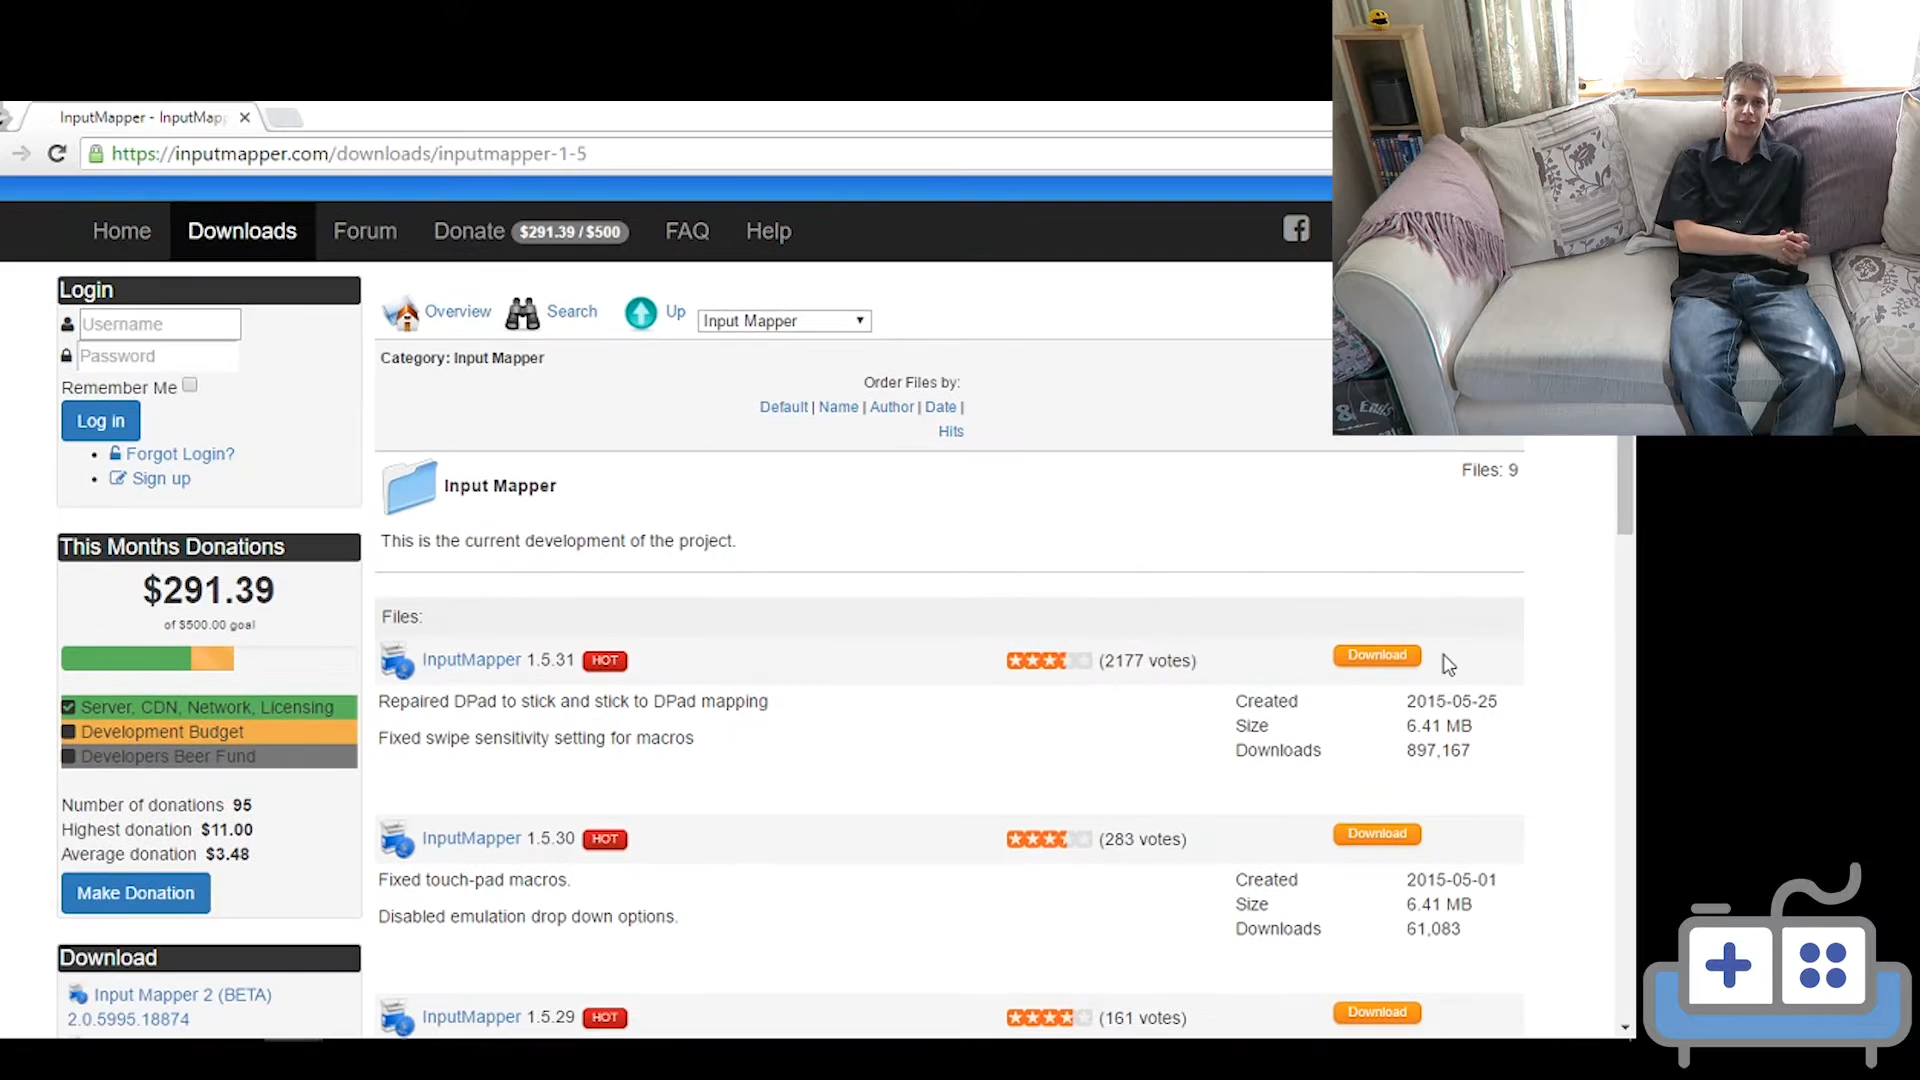 InputMapper - InputMap
https://inputmapper.com/downloads/inputmapper-1-5
Home
Downloads
Forum
Donate $291.39 / $500
FAQ
Help
Login
Username
Password
Remember Me
Log in
Forgot Login?
Sign up
This Months Donations
$291.39
of $500.00 goal
Server, CDN, Network, Licensing
Development Budget
Developers Beer Fund
Number of donations 95
Highest donation $11.00
Average donation $3.48
Make Donation
Download
Input Mapper 2 (BETA)
2.0.5995.18874
Overview
Search
Up
Input Mapper
Category: Input Mapper
Order Files by:
Default | Name | Author | Date |
Hits
Input Mapper
Files: 9
This is the current development of the project.
Files:
InputMapper 1.5.31 HOT (2177 votes) Download
Repaired DPad to stick and stick to DPad mapping
Fixed swipe sensitivity setting for macros
Created 2015-05-25
Size 6.41 MB
Downloads 897,167
InputMapper 1.5.30 HOT (283 votes) Download
Fixed touch-pad macros.
Disabled emulation drop down options.
Created 2015-05-01
Size 6.41 MB
Downloads 61,083
InputMapper 1.5.29 HOT (161 votes) Download